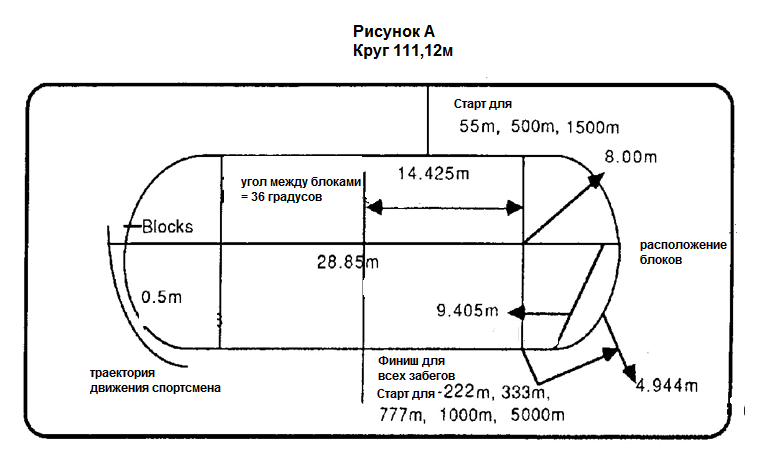 Рисунок А
Круг 111,12м
Старт для
55m, 500m, 1500m
8.00m
14.425m
угол между блоками
= 36 градусов
Blocks
расположение
блоков
28.85m
0.5m
9.405m
траектория
движения спортсмена
Финиш для
всех забегов
Старт для -222m, 333m,
777m, 1000m, 5000m
4.944m